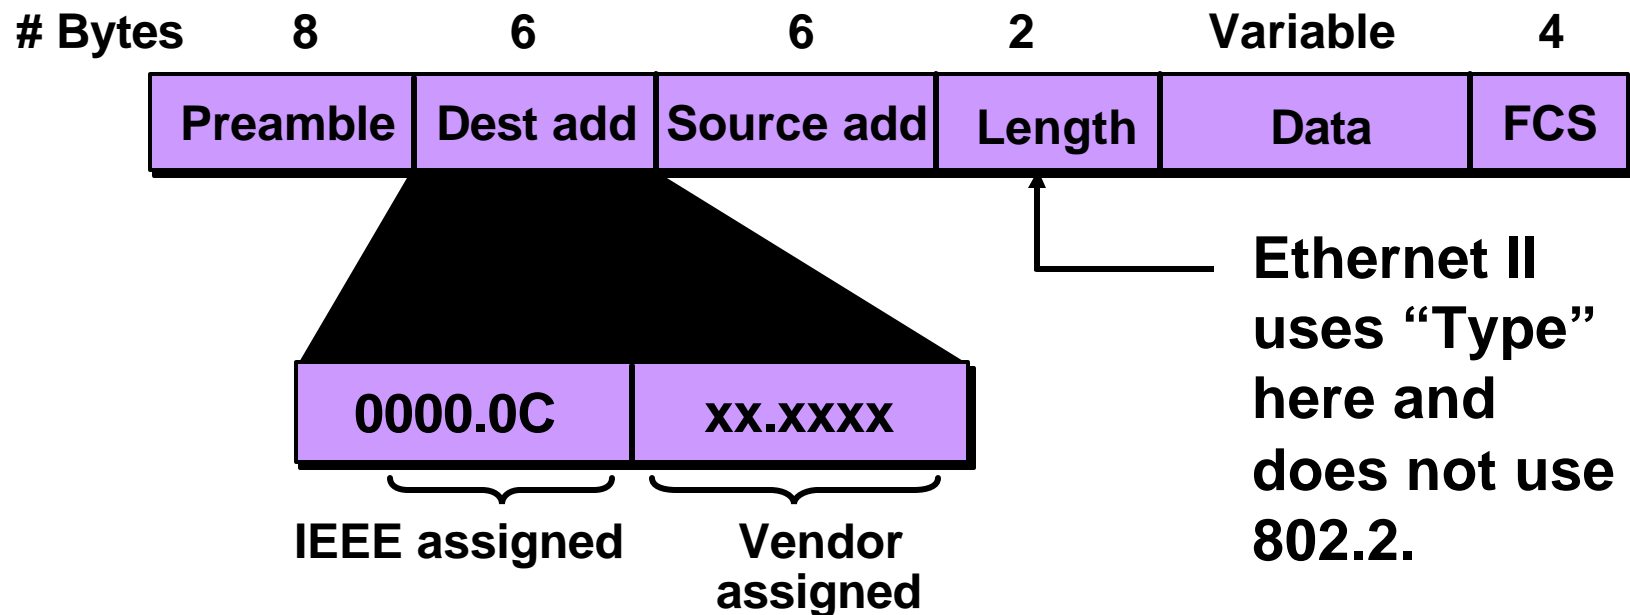 # Bytes 8 6 6 2 Variable 4
Preamble Dest add Source add Length Data FCS
Ethernet II
uses “Type”
here and
does not use
802.2.
0000.0C xx.xxxx
IEEE assigned
Vendor
assigned